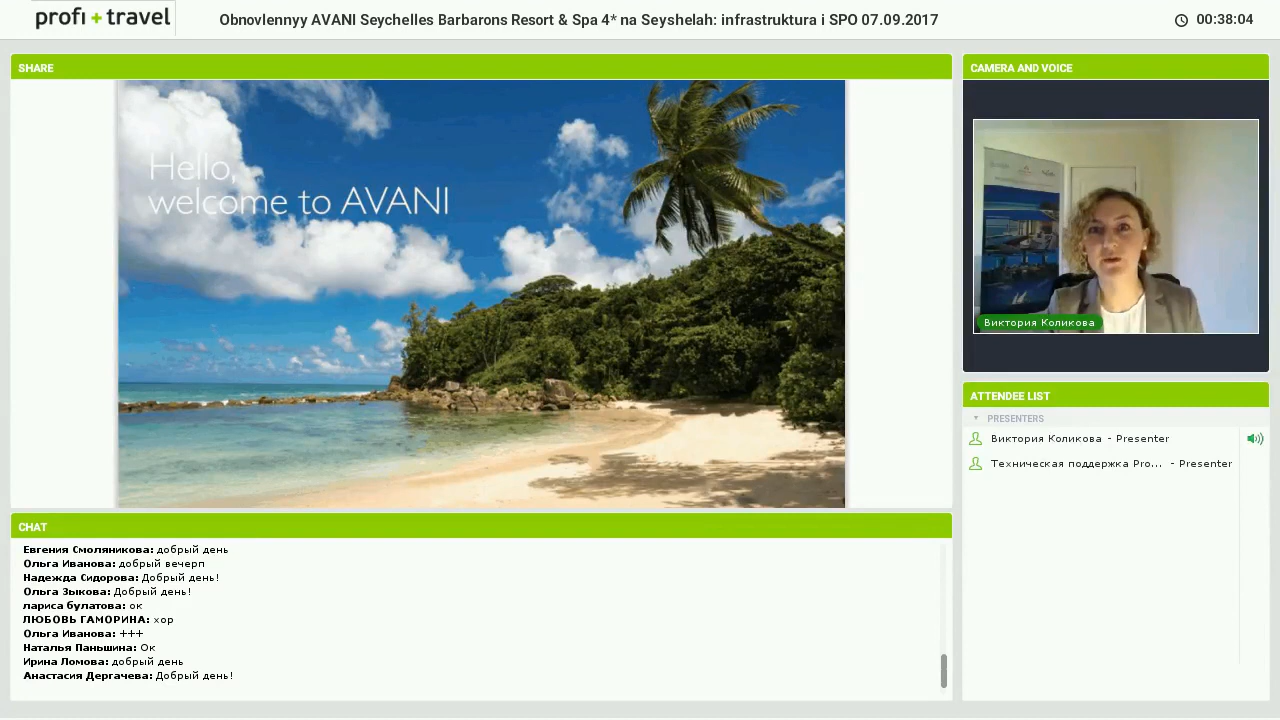 profi + travel
Obnovlennyy AVANI Seychelles Barbarons Resort & Spa 4* na Seyshelah: infrastruktura i SPO 07.09.2017
00:38:04
SHARE
Hello,
welcome to AVANI
CHAT
Евгения Смоляникова: добрый день
Ольга Иванова: добрый вечерп
Надежда Сидорова: Добрый день!
Ольга Зыкова: Добрый день!
лариса булатова: ок
ЛЮБОВЬ ГАМОРИНА: хор
Ольга Иванова: +++
Наталья Паньшина: Ок
Ирина Ломова: добрый день
Анастасия Дергачева: Добрый день!
CAMERA AND VOICE
Виктория Коликова
ATTENDEE LIST
PRESENTERS
Виктория Коликова - Presenter
Техническая поддержка Pro... - Presenter